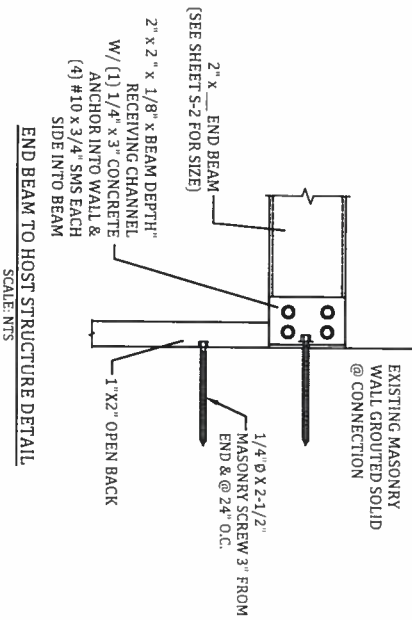 2" x __ END BEAM
(SEE SHEET S-2 FOR SIZE)
2" x 2 " x 1/8" x BEAM DEPTH"
RECEIVING CHANNEL
W/ (1) 1/4" x 3" CONCRETE
ANCHOR INTO WALL &
(4) #10 x 3/4" SMS EACH
SIDE INTO BEAM
EXISTING MASONRY
WALL GROUTED SOLID
@ CONNECTION
1/4"Ø X 2-1/2"
MASONRY SCREW 3" FROM
END & @ 24" O.C.
1"X2" OPEN BACK
END BEAM TO HOST STRUCTURE DETAIL
SCALE: NTS